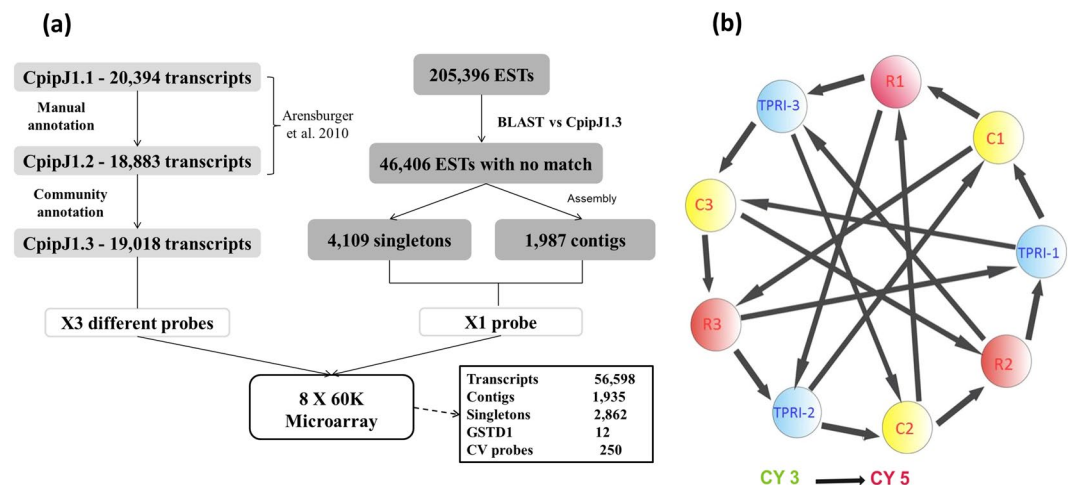 (a)
CpipJ1.1 - 20,394 transcripts
Manual
annotation
CpipJ1.2 - 18,883 transcripts
Community
annotation
CpipJ1.3 - 19,018 transcripts
Arensburger
et al. 2010
X3 different probes
205,396 ESTs
BLAST vs CpipJ1.3
46,406 ESTs with no match
Assembly
4,109 singletons
1,987 contigs
X1 probe
8 X 60K
Microarray
Transcripts 56,598
Contigs 1,935
Singletons 2,862
GSTD1 12
CV probes 250
(b)
R1
TPRI-3
C1
C3
TPRI-1
R3
R2
TPRI-2
C2
CY 3
CY 5